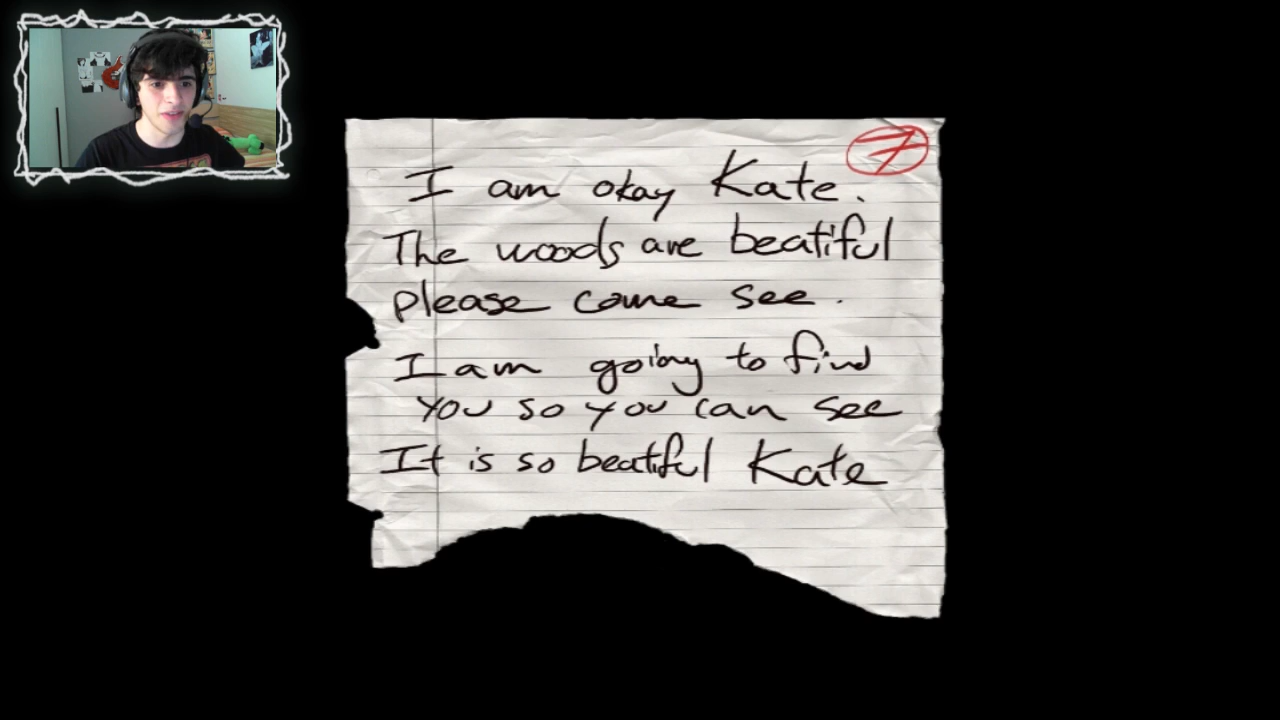 7
I am okay Kate.
The woods are beatiful
please come see.
I am going to find
you so you can see
It is so beatiful Kate